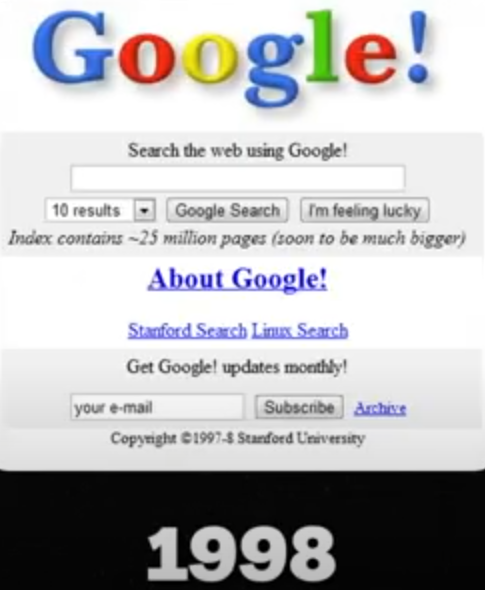 Google!
Search the web using Google!
10 results Google Search I'm feeling lucky
Index contains ~25 million pages (soon to be much bigger)
About Google!
Stanford Search Linux Search
Get Google! updates monthly!
your e-mail Subscribe Archive
Copyright ©1997-8 Stanford University
1998